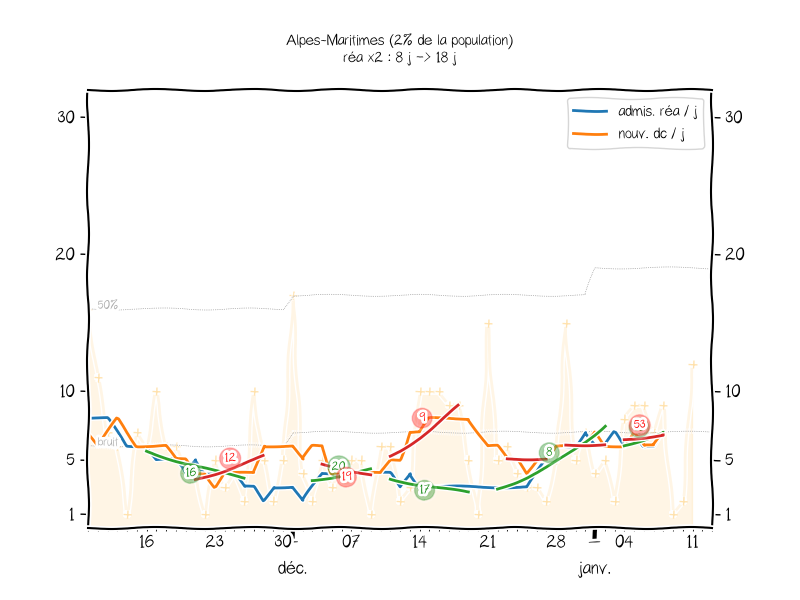 Alpes-Maritimes (2% de la population)
réa x2 : 8 j -> 18 j
admis. réa / j
nouv. dc / j
30
30
20
20
50%
10
10
bruit
5
5
1
1
9
12
16
20
19
17
8
53
16 23 30 07 14 21 28 04 11
déc. janv.